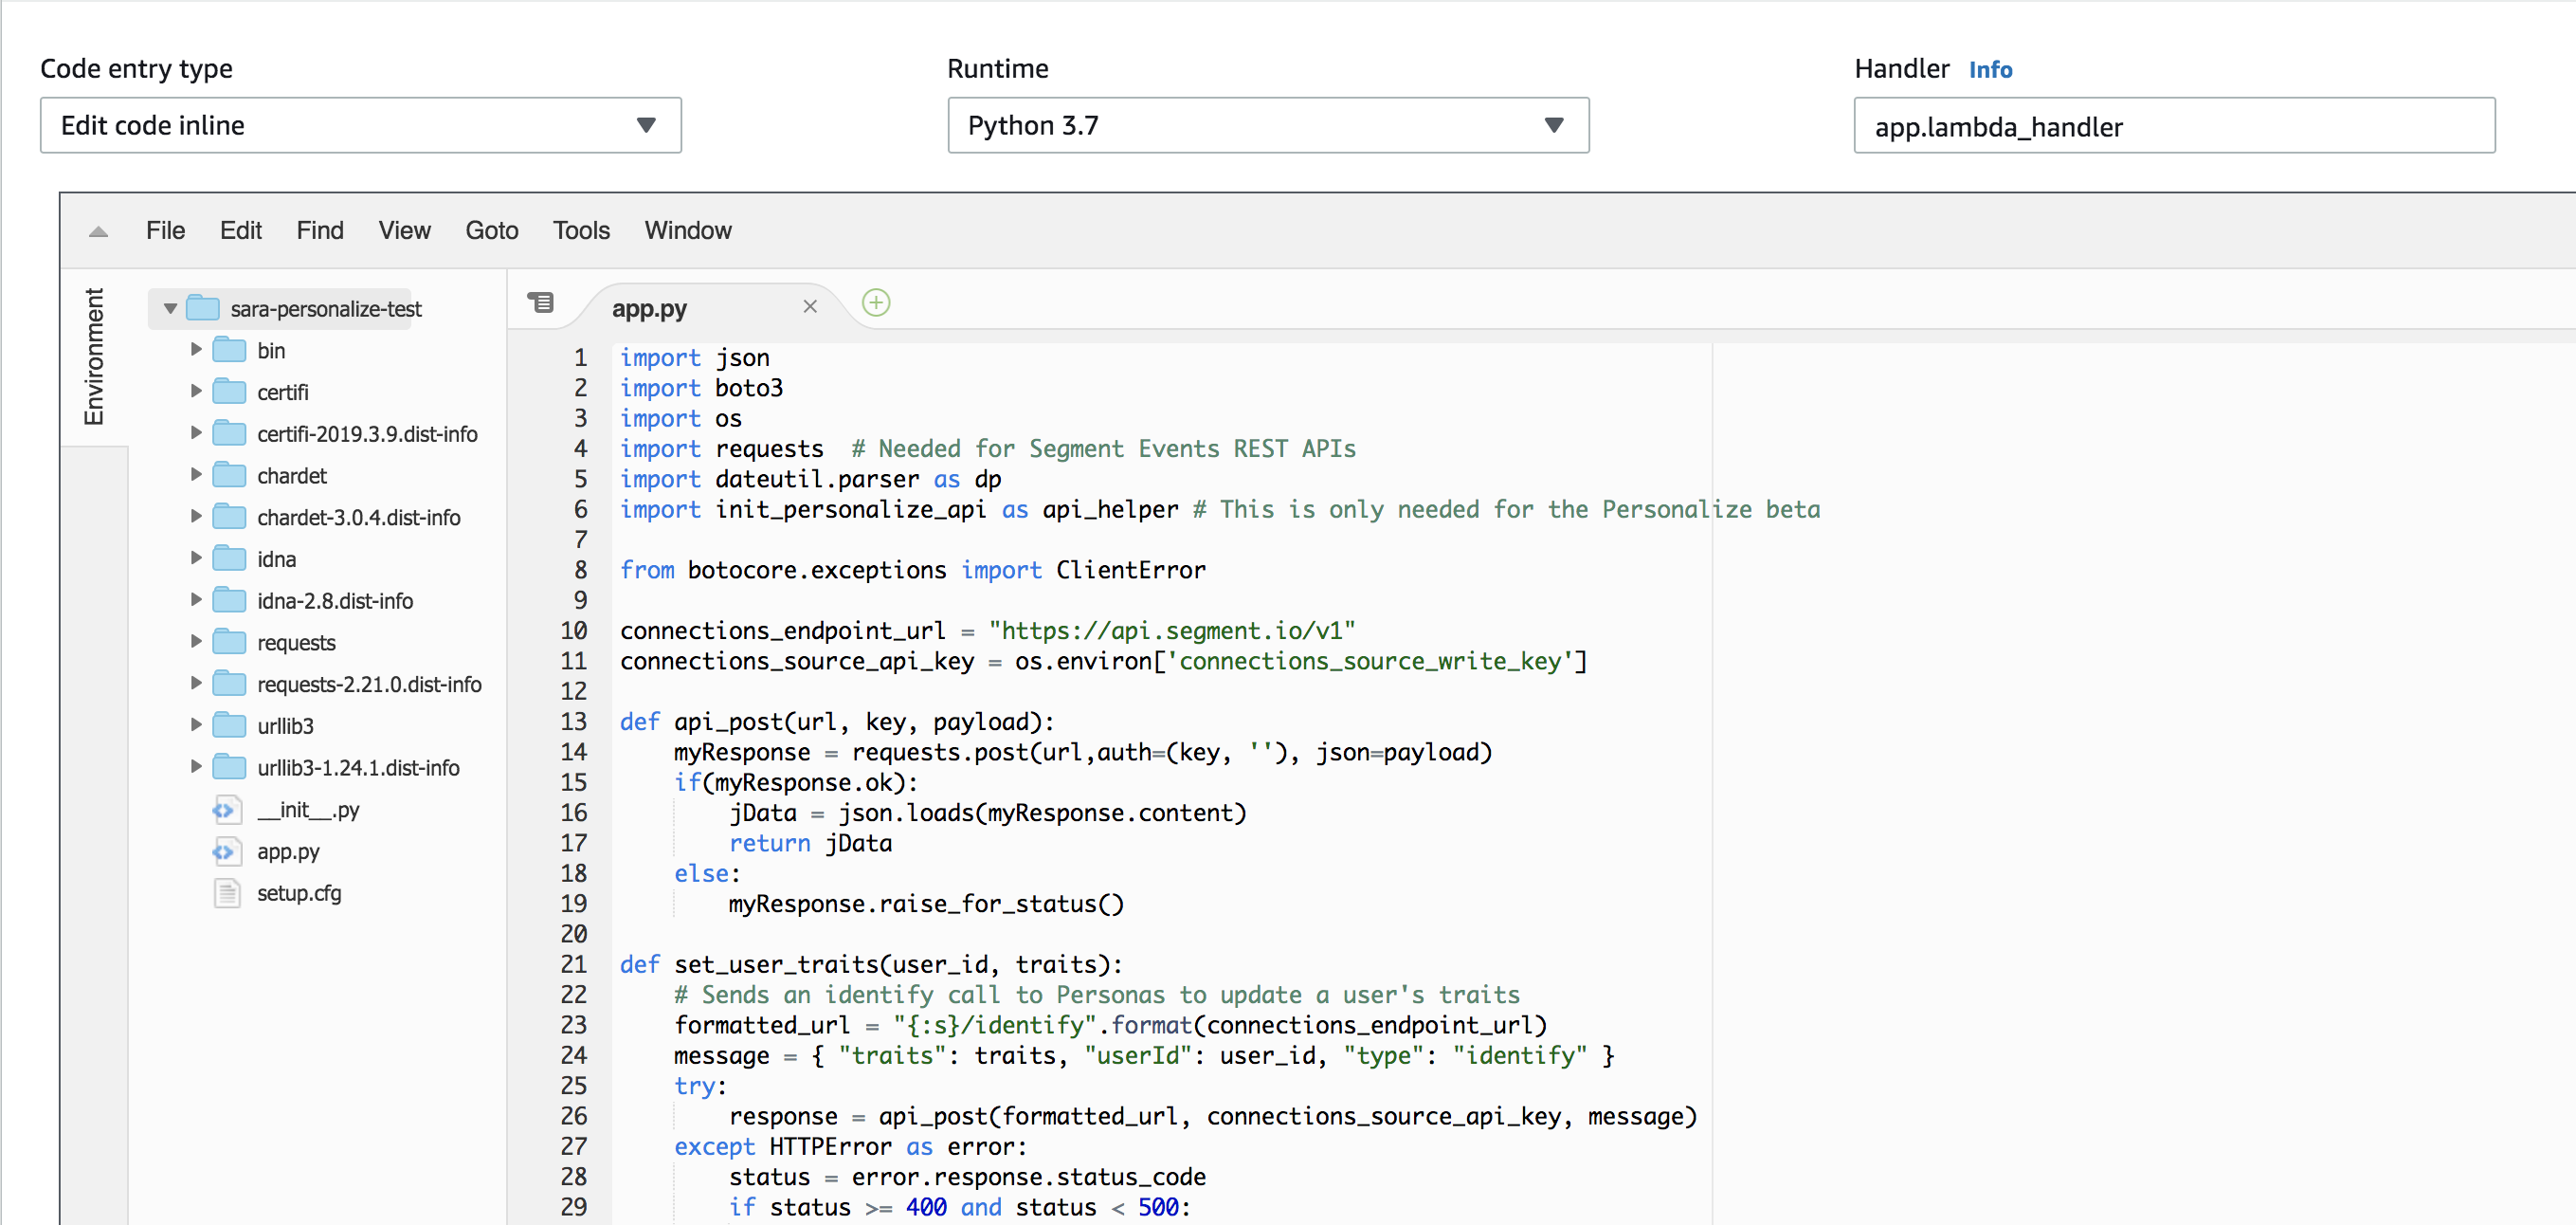 Code entry type
Edit code inline
Runtime
Python 3.7
Handler Info
app.lambda_handler
File Edit Find View Goto Tools Window
Environment
sara-personalize-test
bin
certifi
certifi-2019.3.9.dist-info
chardet
chardet-3.0.4.dist-info
idna
idna-2.8.dist-info
requests
requests-2.21.0.dist-info
urllib3
urllib3-1.24.1.dist-info
__init__.py
app.py
setup.cfg
app.py
1 import json
2 import boto3
3 import os
4 import requests  # Needed for Segment Events REST APIs
5 import dateutil.parser as dp
6 import init_personalize_api as api_helper # This is only needed for the Personalize beta
7
8 from botocore.exceptions import ClientError
9
10 connections_endpoint_url = "https://api.segment.io/v1"
11 connections_source_api_key = os.environ['connections_source_write_key']
12
13 def api_post(url, key, payload):
14     myResponse = requests.post(url,auth=(key, ''), json=payload)
15     if(myResponse.ok):
16         jData = json.loads(myResponse.content)
17         return jData
18     else:
19         myResponse.raise_for_status()
20
21 def set_user_traits(user_id, traits):
22     # Sends an identify call to Personas to update a user's traits
23     formatted_url = "{:s}/identify".format(connections_endpoint_url)
24     message = { "traits": traits, "userId": user_id, "type": "identify" }
25     try:
26         response = api_post(formatted_url, connections_source_api_key, message)
27     except HTTPError as error:
28         status = error.response.status_code
29         if status >= 400 and status < 500: